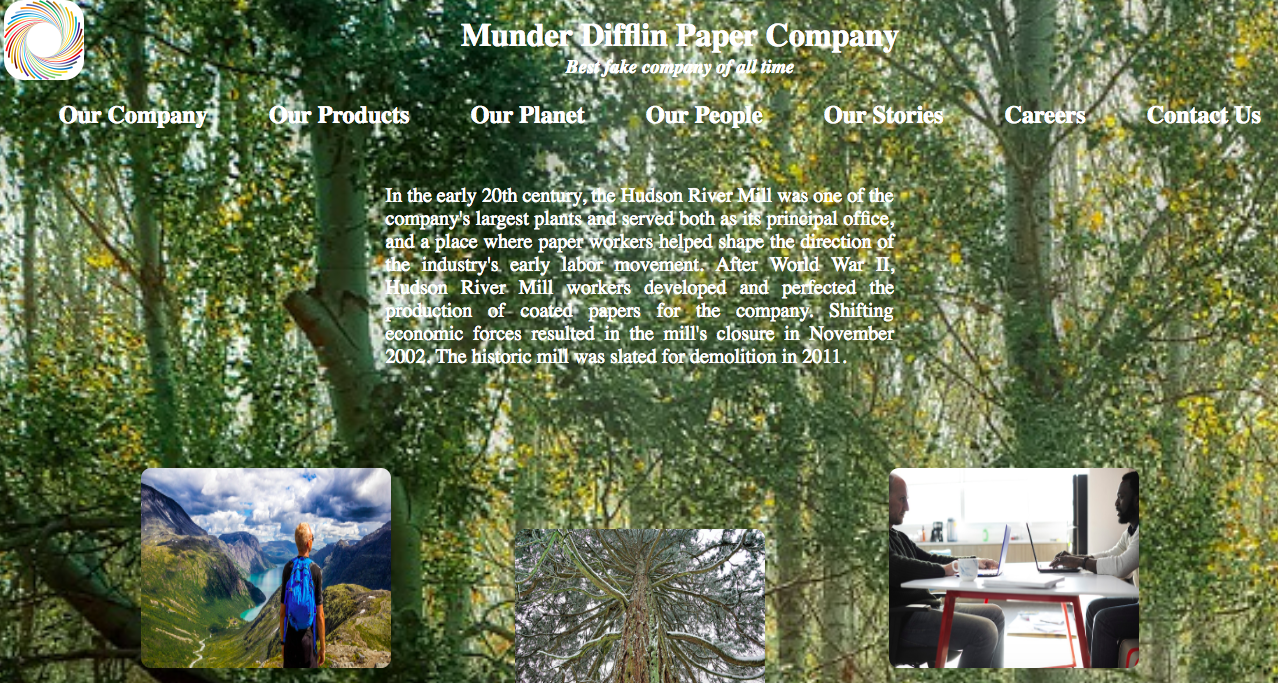 Munder Difflin Paper Company
Best fake company of all time
Our Company Our Products Our Planet Our People Our Stories Careers Contact Us
In the early 20th century, the Hudson River Mill was one of the
company's largest plants and served both as its principal office,
and a place where paper workers helped shape the direction of
the industry's early labor movement. After World War II,
Hudson River Mill workers developed and perfected the
production of coated papers for the company. Shifting
economic forces resulted in the mill's closure in November
2002. The historic mill was slated for demolition in 2011.